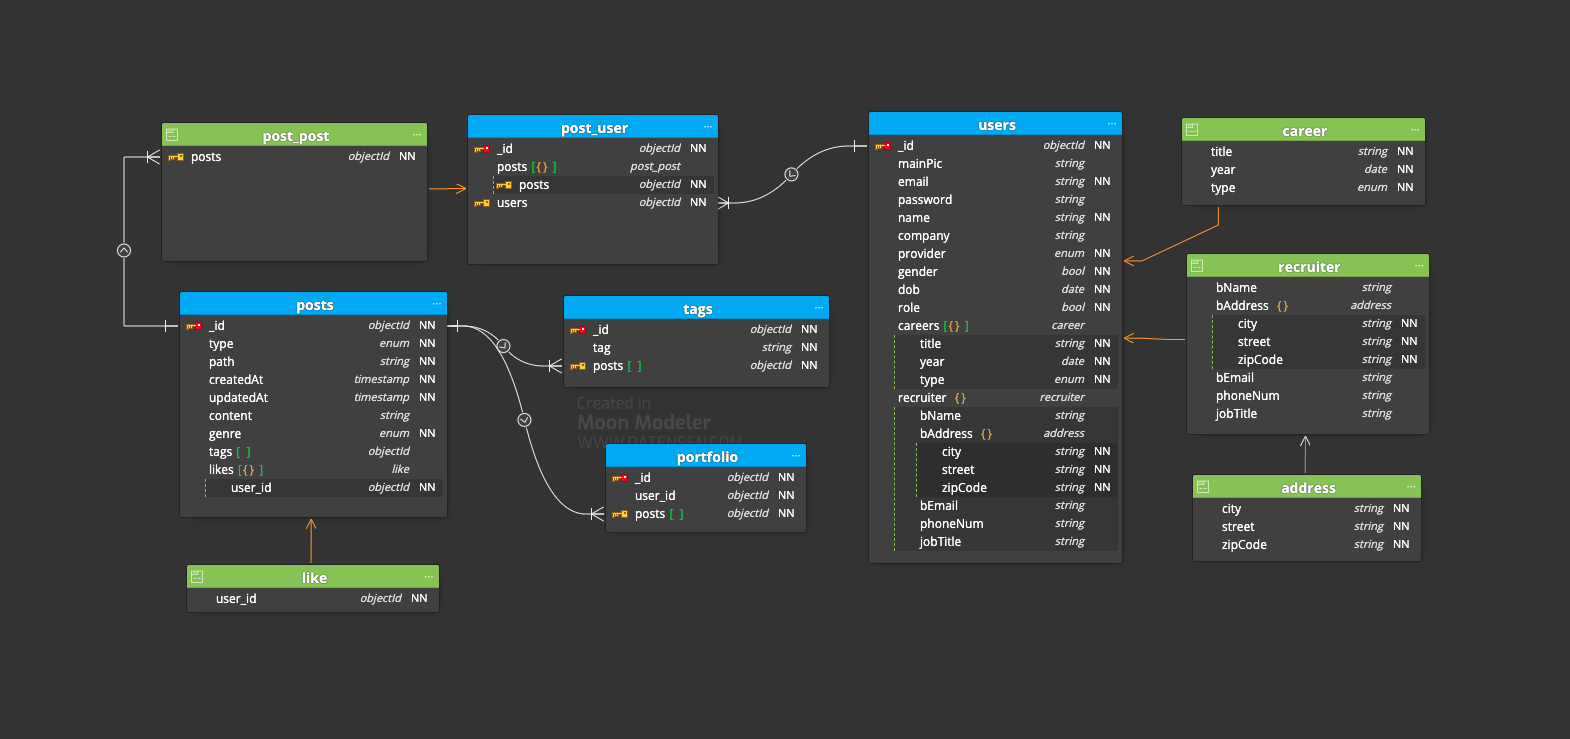 post_post ...
posts objectId NN
post_user ...
_id objectId NN
posts [{} ] post_post
posts objectId NN
users objectId NN
users ...
_id objectId NN
mainPic string
email string NN
password string
name string NN
company string
provider enum NN
gender bool NN
dob date NN
role bool NN
careers [{} ] career
title string NN
year date NN
type enum NN
recruiter {} recruiter
bName string
bAddress {} address
city string NN
street string NN
zipCode string NN
bEmail string
phoneNum string
jobTitle string
career ...
title string NN
year date NN
type enum NN
recruiter ...
bName string
bAddress {} address
city string NN
street string NN
zipCode string NN
bEmail string
phoneNum string
jobTitle string
address ...
city string NN
street string NN
zipCode string NN
posts ...
_id objectId NN
type enum NN
path string NN
createdAt timestamp NN
updatedAt timestamp NN
content string
genre enum NN
tags [ ] objectId
likes [{} ] like
user_id objectId NN
tags ...
_id objectId NN
tag string NN
posts [ ] objectId NN
Created in
Moon Modeler
WWW.DATENSEN.COM
portfolio ...
_id objectId NN
user_id objectId NN
posts [ ] objectId NN
like ...
user_id objectId NN